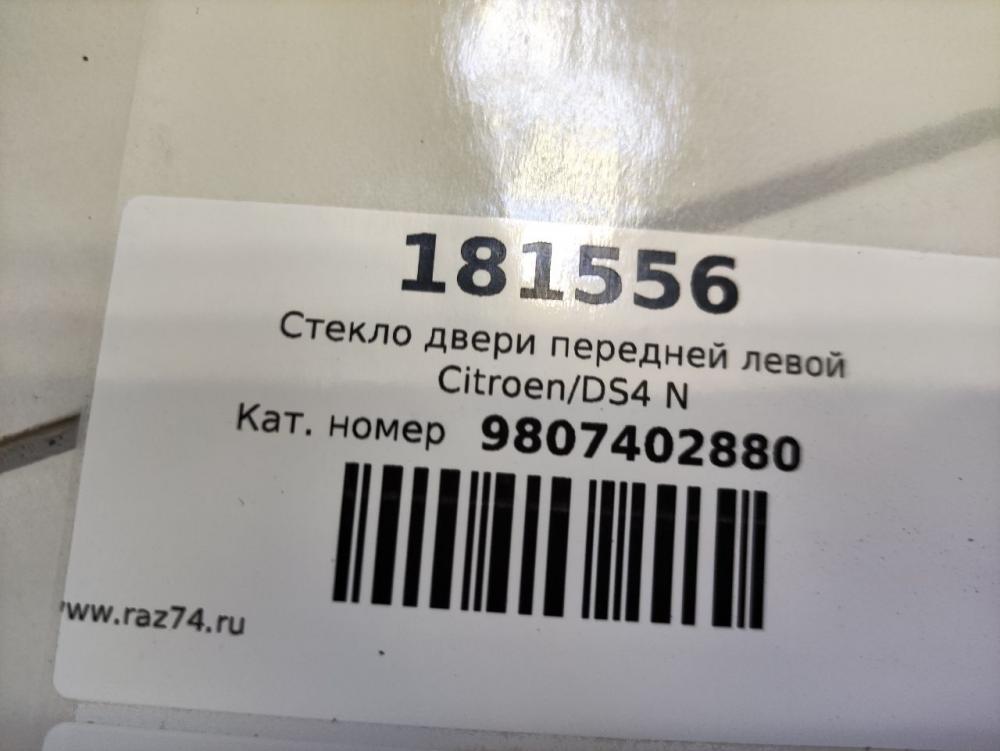 181556
Стекло двери передней левой
Citroen/DS4 N
Кат. номер 9807402880
www.raz74.ru